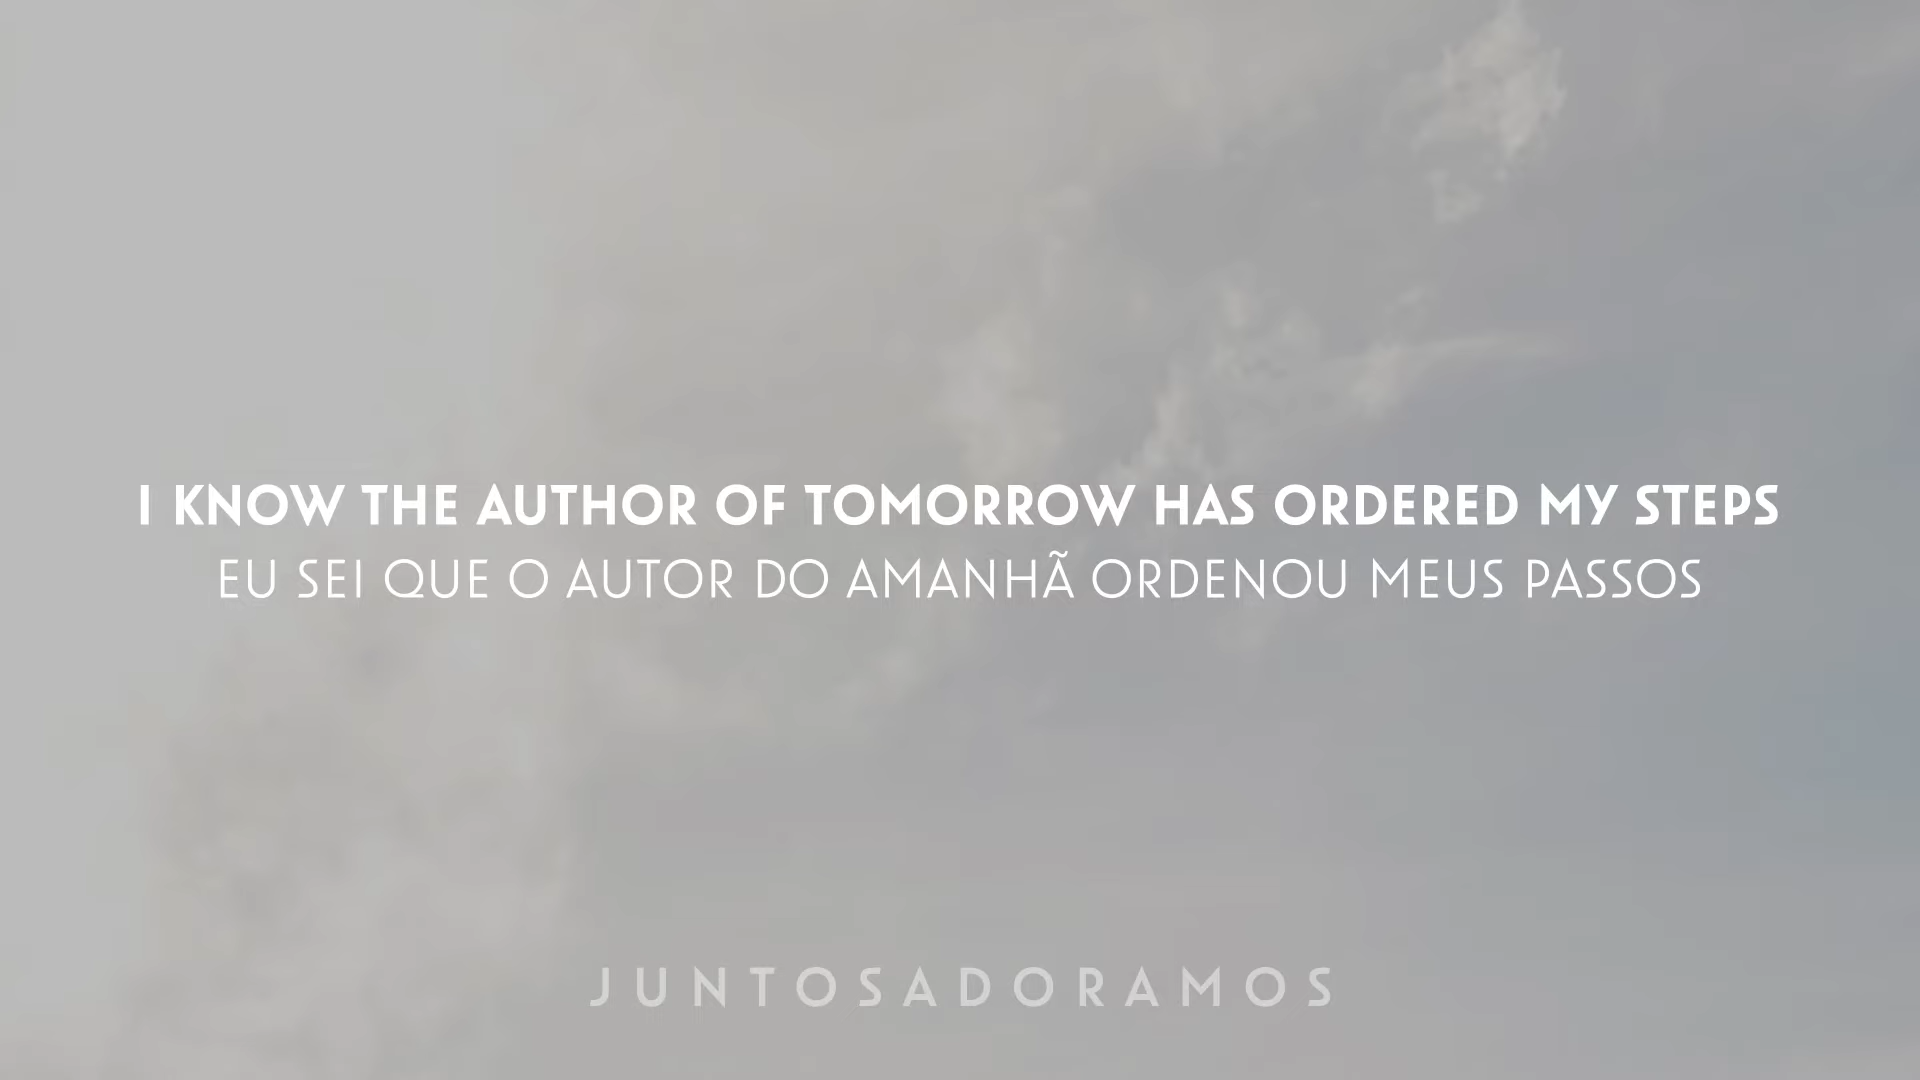 I KNOW THE AUTHOR OF TOMORROW HAS ORDERED MY STEPS
EU SEI QUE O AUTOR DO AMANHÃ ORDENOU MEUS PASSOS
JUNTOSADORAMOS